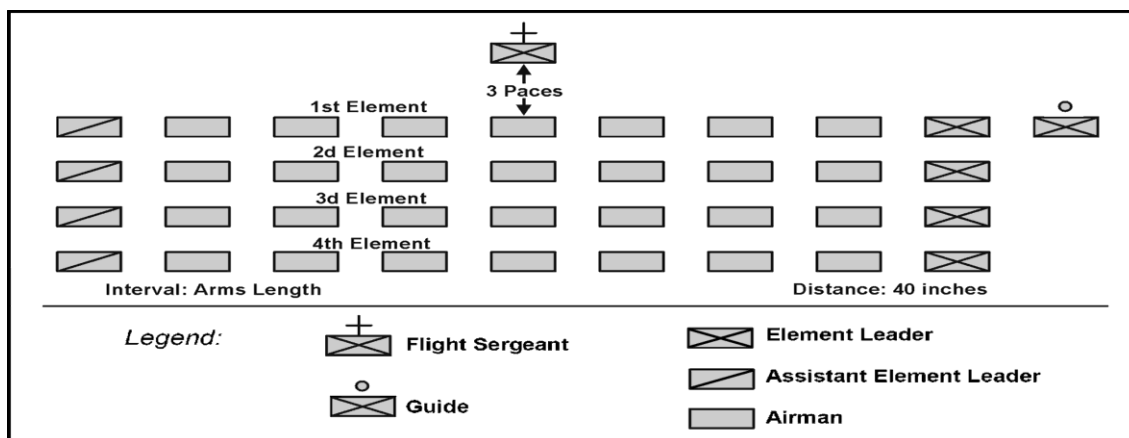 3 Paces
1st Element
2d Element
3d Element
4th Element
Interval: Arms Length
Distance: 40 inches
Legend:
Flight Sergeant
Element Leader
Assistant Element Leader
Guide
Airman